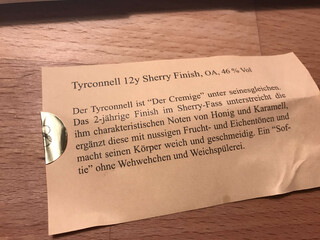 Tyrconnell 12y Sherry Finish, OA, 46 % Vol
Der Tyrconnell ist “Der Cremige” unter seinesgleichen.
Das 2-jährige Finish im Sherry-Fass unterstreicht die
ihm charakteristischen Noten von Honig und Karamell,
ergänzt diese mit nussigen Frucht- und Eichentönen und
macht seinen Körper weich und geschmeidig. Ein “Sof-
tie” ohne Wehwehchen und Weichspülerei.